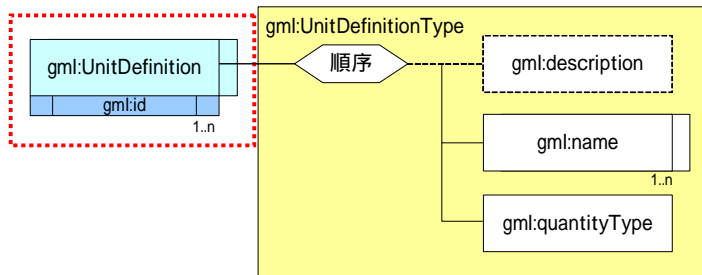 gml:UnitDefinitionType
gml:UnitDefinition
gml:id
1..n
順序
gml:description
gml:name
1..n
gml:quantityType